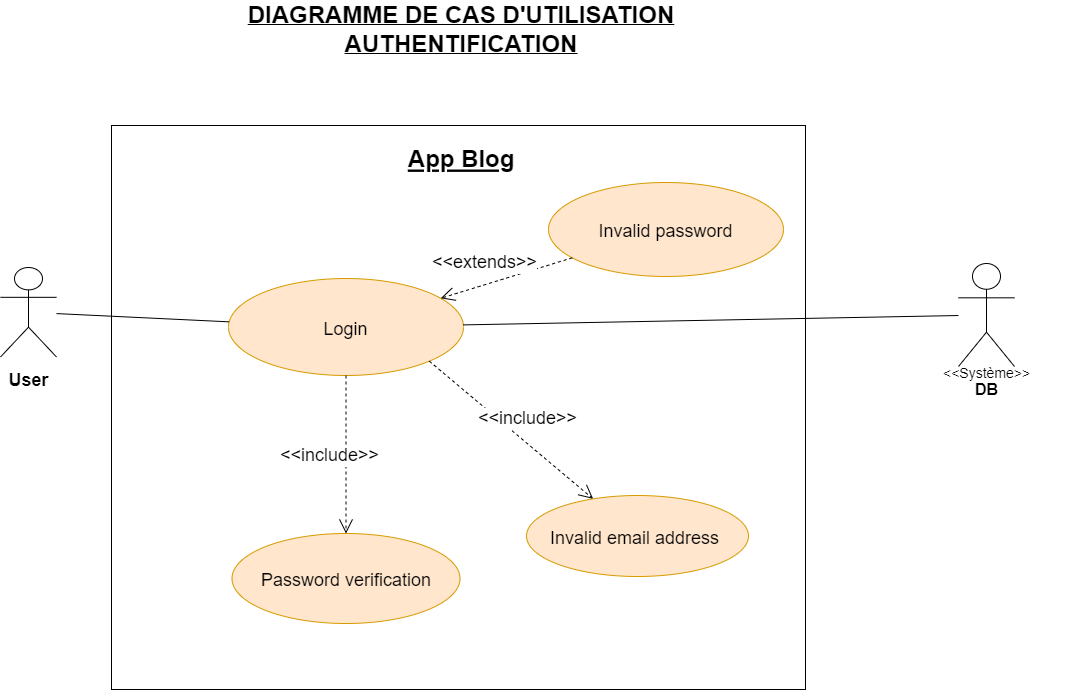 DIAGRAMME DE CAS D'UTILISATION
AUTHENTIFICATION
App Blog
Invalid password
<<extends>>
Login
User
<<Système>>
DB
<<include>>
<<include>>
Invalid email address
Password verification